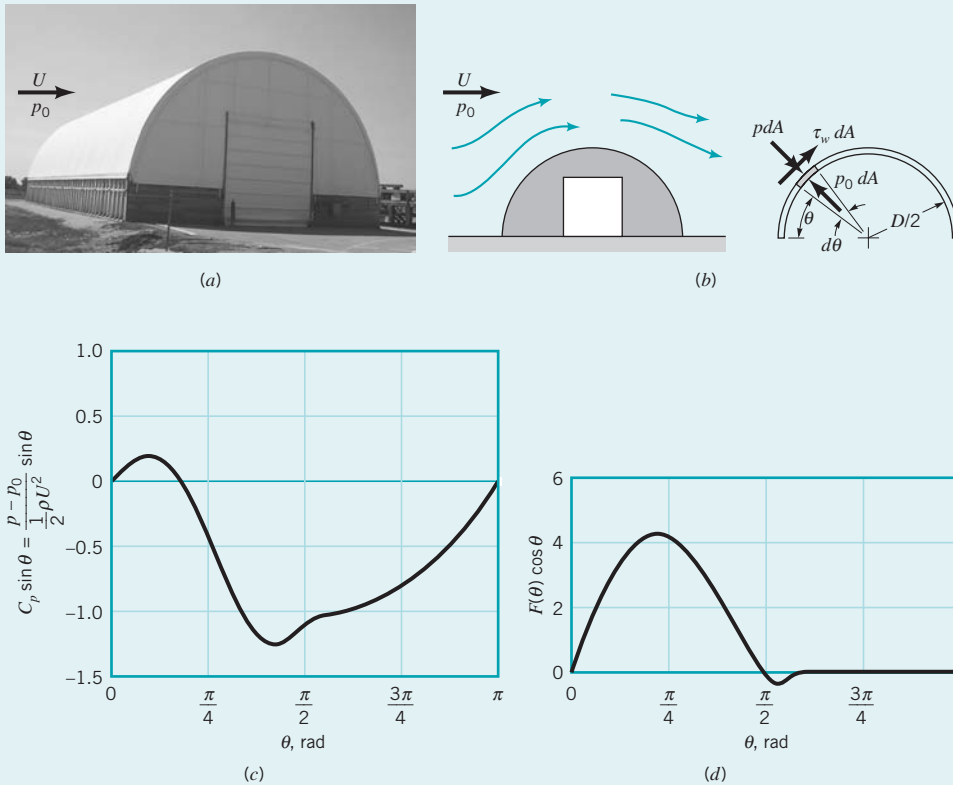 U
p₀
(a)
U
p₀
pdA
τ_w dA
p₀ dA
θ
dθ
D/2
(b)
C_p sin θ = (p – p₀)/(½ρU²) sin θ
1.0
0.5
0
–0.5
–1.0
–1.5
0
π/4
π/2
3π/4
π
θ, rad
(c)
F(θ) cos θ
6
4
2
0
0
π/4
π/2
3π/4
θ, rad
(d)